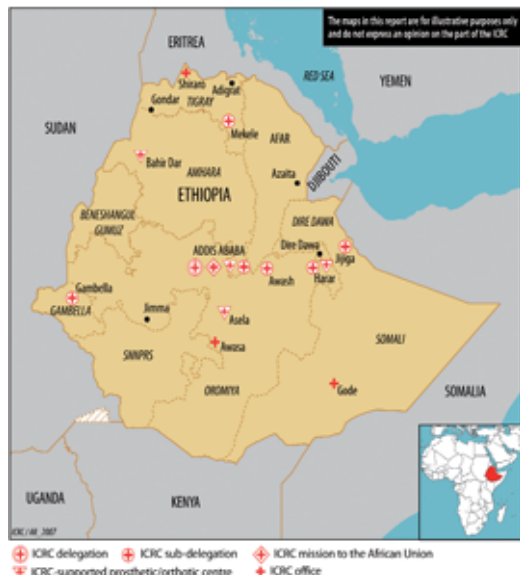 The maps in this report are for illustrative purposes only
and do not express an opinion on the part of the ICRC
ERITREA
RED SEA
YEMEN
Shiraro
Adigrat
Gondar
TIGRAY
SUDAN
Mekele
AFAR
Bahir Dar
AMHARA
Azaita
DJIBOUTI
ETHIOPIA
BENESHANGUL
GUMUZ
DIRE DAWA
ADDIS ABABA
Dire Dawa
Jijiga
Awash
Harar
Gambella
GAMBELLA
Jimma
Asela
SNNPRS
Awasa
SOMALI
OROMIYA
Gode
SOMALIA
UGANDA
KENYA
ICRC / AR_2007
ICRC delegation
ICRC sub-delegation
ICRC mission to the African Union
ICRC-supported prosthetic/orthotic centre
ICRC office